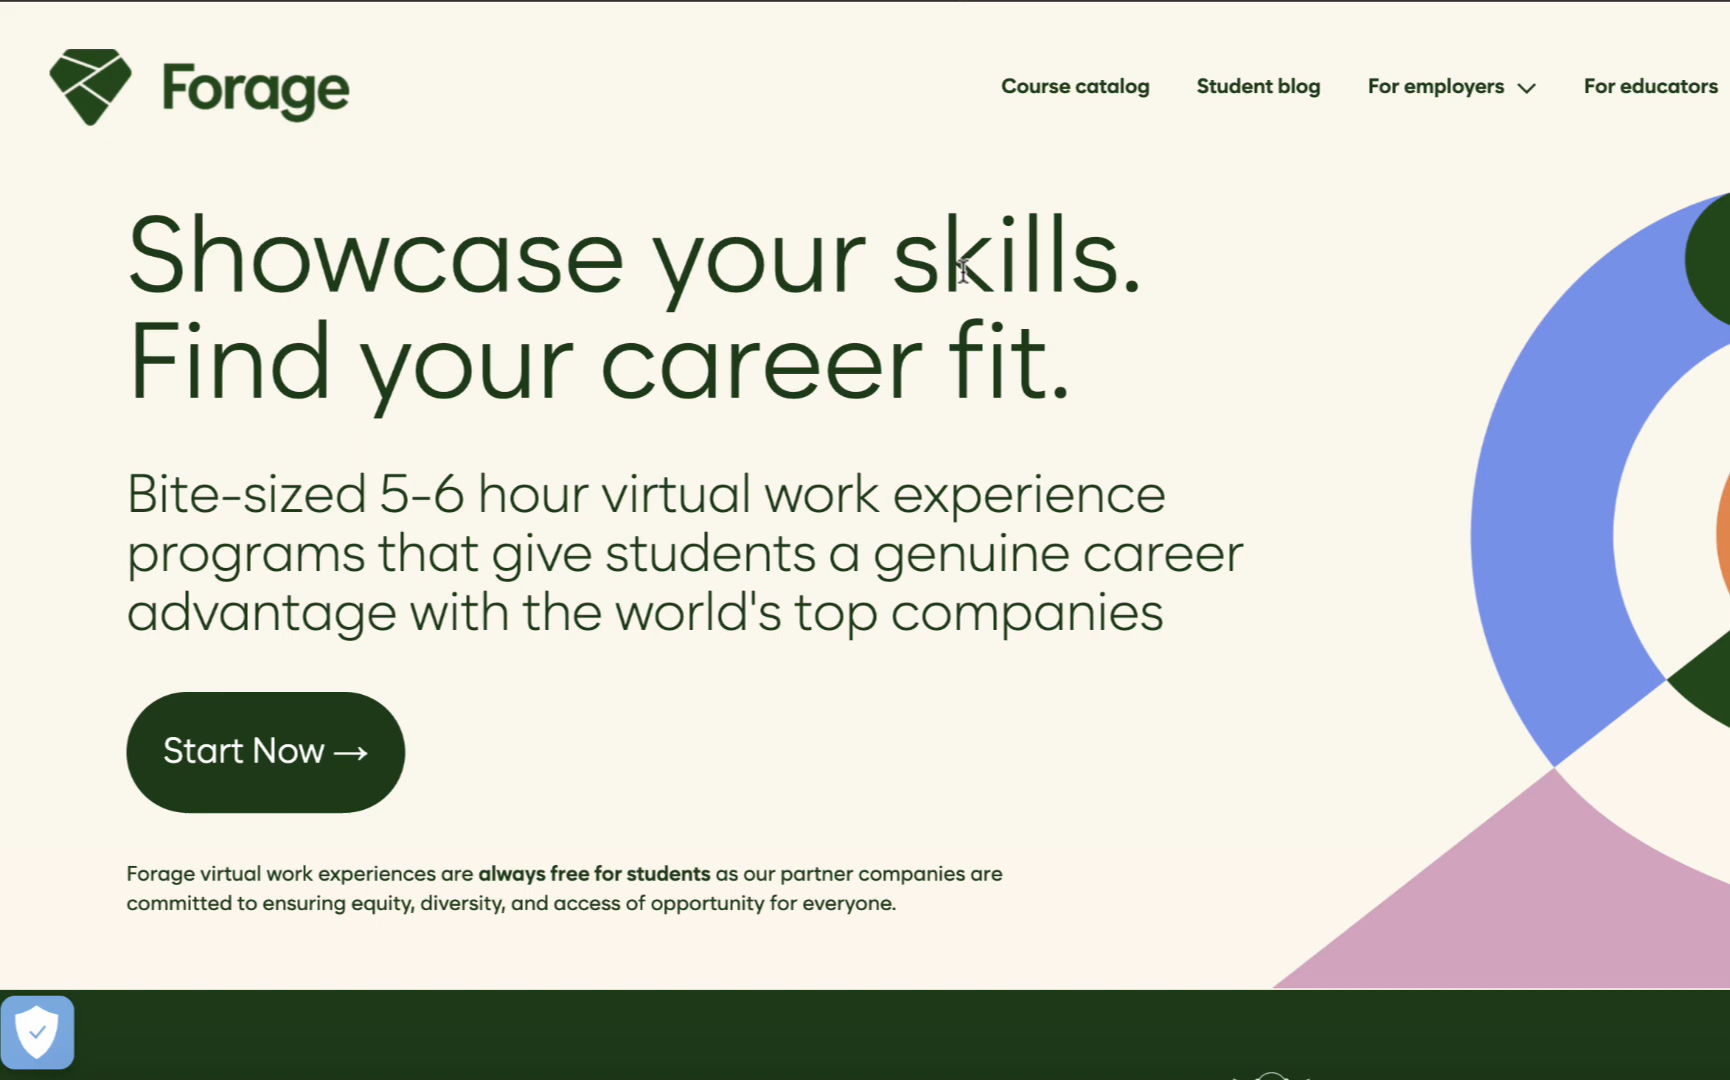 Forage
Course catalog
Student blog
For employers
For educators
Showcase your skills.
Find your career fit.
Bite-sized 5-6 hour virtual work experience
programs that give students a genuine career
advantage with the world's top companies
Start Now →
Forage virtual work experiences are always free for students as our partner companies are
committed to ensuring equity, diversity, and access of opportunity for everyone.